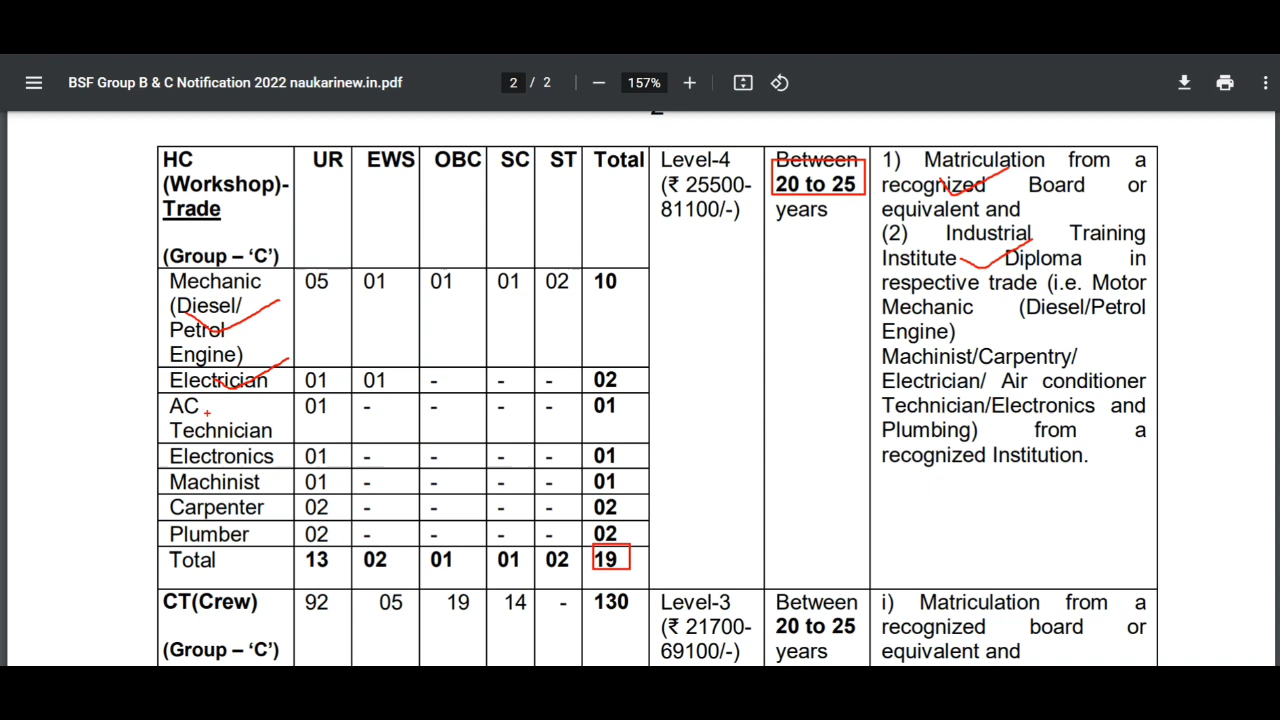 BSF Group B & C Notification 2022 naukarinew.in.pdf 2 / 2 157%
HC (Workshop)- Trade (Group – ‘C’) UR EWS OBC SC ST Total
Mechanic (Diesel/ Petrol Engine) 05 01 01 01 02 10
Electrician 01 01 - - - 02
AC Technician 01 - - - - 01
Electronics 01 - - - - 01
Machinist 01 - - - - 01
Carpenter 02 - - - - 02
Plumber 02 - - - - 02
Total 13 02 01 01 02 19
Level-4
(₹ 25500-
81100/-)
Between
20 to 25
years
1) Matriculation from a
recognized Board or
equivalent and
(2) Industrial Training
Institute Diploma in
respective trade (i.e. Motor
Mechanic (Diesel/Petrol
Engine)
Machinist/Carpentry/
Electrician/ Air conditioner
Technician/Electronics and
Plumbing) from a
recognized Institution.
CT(Crew) (Group – ‘C’) 92 05 19 14 - 130
Level-3
(₹ 21700-
69100/-)
Between
20 to 25
years
i) Matriculation from a
recognized board or
equivalent and